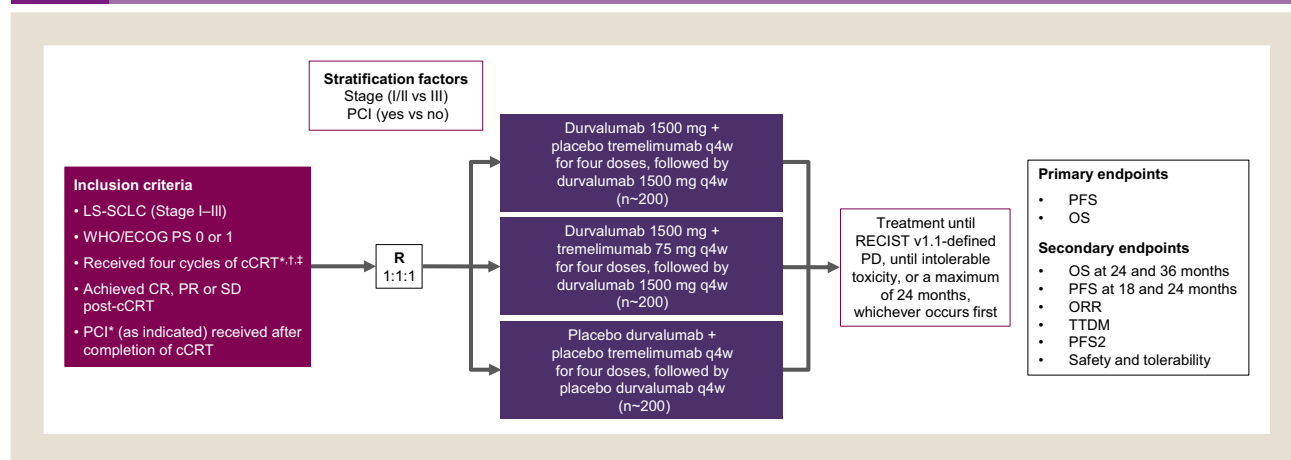 Stratification factors
Stage (I/II vs III)
PCI (yes vs no)
Inclusion criteria
• LS-SCLC (Stage I–III)
• WHO/ECOG PS 0 or 1
• Received four cycles of cCRT*,†,‡
• Achieved CR, PR or SD
post-cCRT
• PCI* (as indicated) received after
completion of cCRT
R
1:1:1
Durvalumab 1500 mg +
placebo tremelimumab q4w
for four doses, followed by
durvalumab 1500 mg q4w
(n~200)
Durvalumab 1500 mg +
tremelimumab 75 mg q4w
for four doses, followed by
durvalumab 1500 mg q4w
(n~200)
Placebo durvalumab +
placebo tremelimumab q4w
for four doses, followed by
placebo durvalumab q4w
(n~200)
Treatment until
RECIST v1.1-defined
PD, until intolerable
toxicity, or a maximum
of 24 months,
whichever occurs first
Primary endpoints
• PFS
• OS
Secondary endpoints
• OS at 24 and 36 months
• PFS at 18 and 24 months
• ORR
• TTDM
• PFS2
• Safety and tolerability